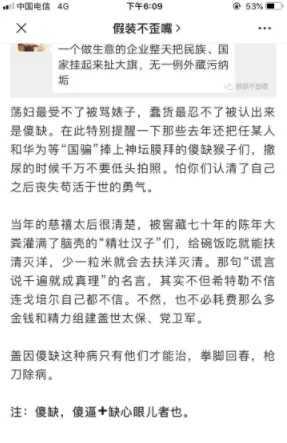 中国电信 4G 下午6:09 53%
假装不歪嘴>
一个做生意的企业整天把民族、国
家挂起来扯大旗，无一例外藏污纳
垢
假装不歪嘴
荡妇最受不了被骂婊子，蠢货最忍不了被认出来
是傻缺。在此特别提醒一下那些去年还把任某人
和华为等“国骗”捧上神坛膜拜的傻缺猴子们，撒
尿的时候千万不要低头拍照。怕你们认清了自己
之后丧失苟活于世的勇气。
当年的慈禧太后很清楚，被窖藏七十年的陈年大
粪灌满了脑壳的“精壮汉子”们，给碗饭吃就能扶
清灭洋，少一粒米就会去扶洋灭清。那句“谎言
说千遍就成真理”的名言，其实不但希特勒不信
连戈培尔自己都不信。不然，也不必耗费那么多
金钱和精力组建盖世太保、党卫军。
盖因傻缺这种病只有他们才能治，拳脚回春，枪
刀除病。
注：傻缺，傻逼+缺心眼儿者也。